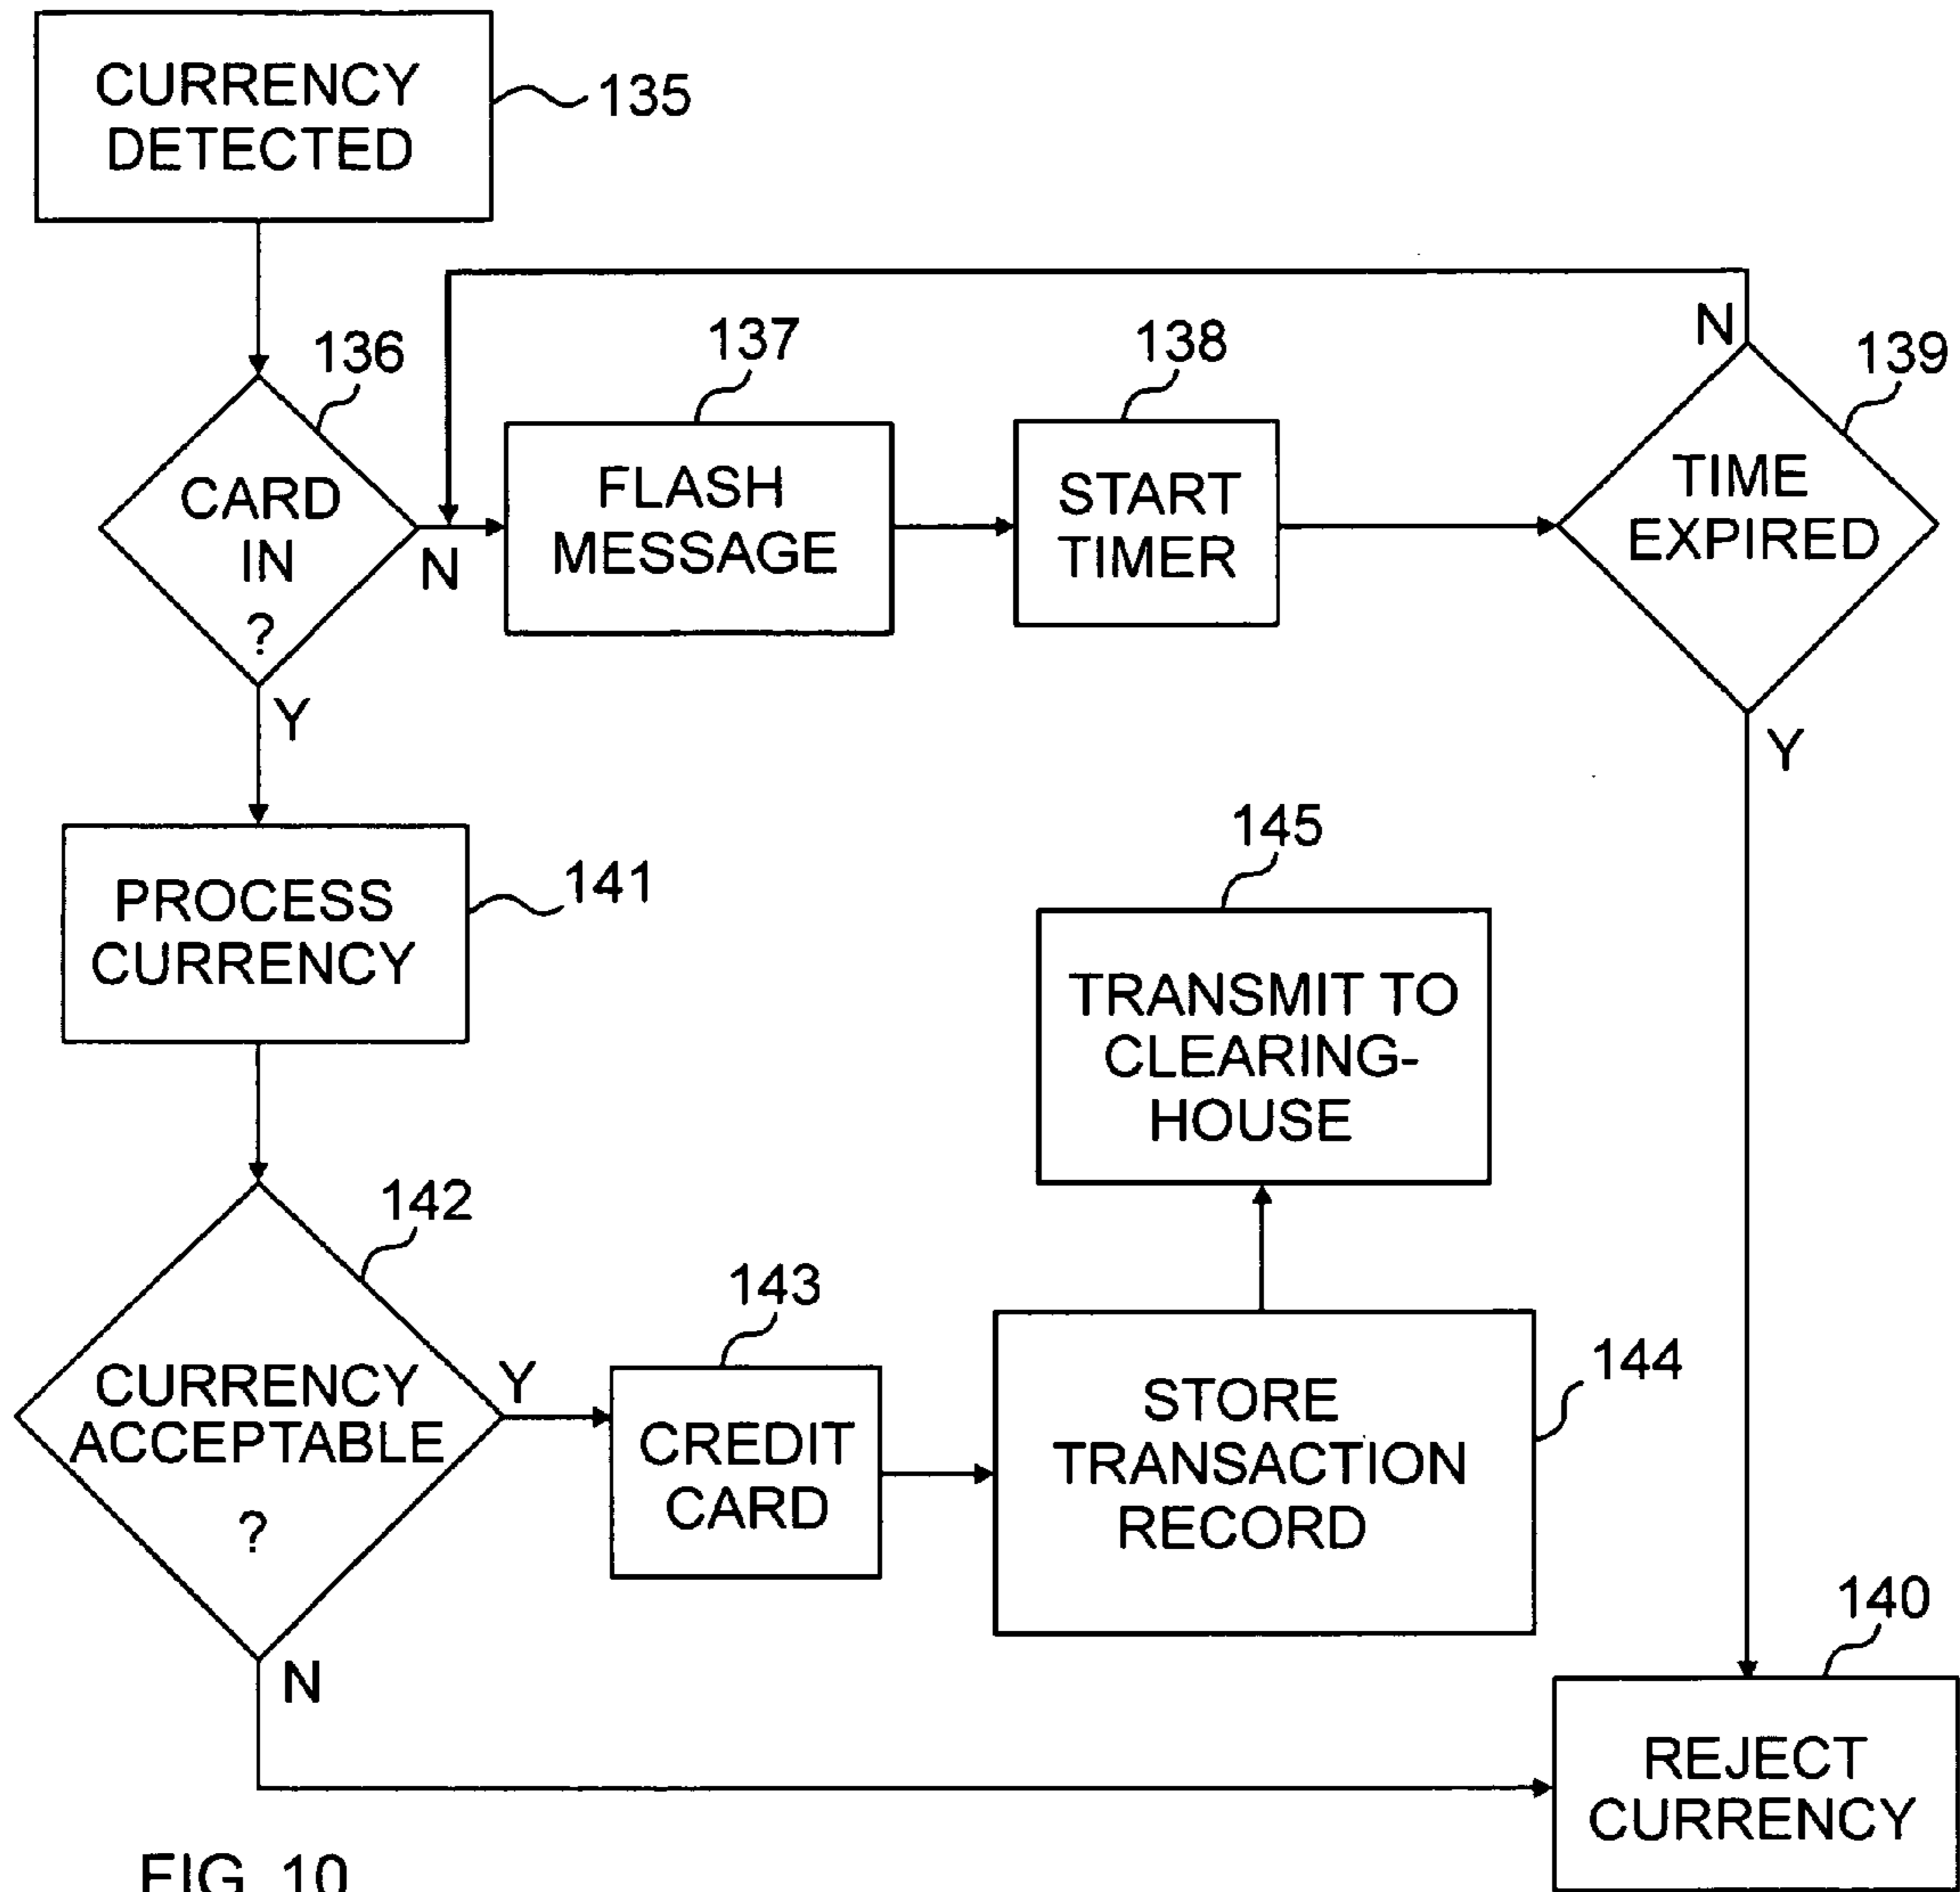 CURRENCY
DETECTED
135
136
CARD
IN
?
N
Y
137
FLASH
MESSAGE
138
START
TIMER
N
139
TIME
EXPIRED
Y
PROCESS
CURRENCY
141
145
TRANSMIT TO
CLEARING-
HOUSE
142
CURRENCY
ACCEPTABLE
?
Y
N
143
CREDIT
CARD
144
STORE
TRANSACTION
RECORD
140
REJECT
CURRENCY
FIG. 10